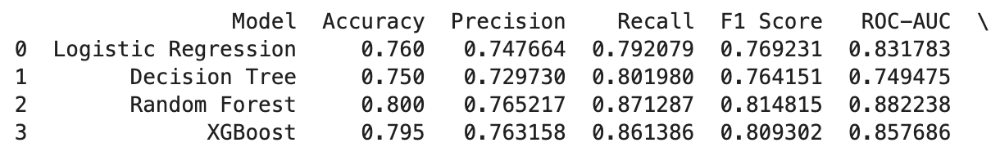 Model Accuracy Precision Recall F1 Score ROC-AUC \
0 Logistic Regression 0.760 0.747664 0.792079 0.769231 0.831783
1 Decision Tree 0.750 0.729730 0.801980 0.764151 0.749475
2 Random Forest 0.800 0.765217 0.871287 0.814815 0.882238
3 XGBoost 0.795 0.763158 0.861386 0.809302 0.857686